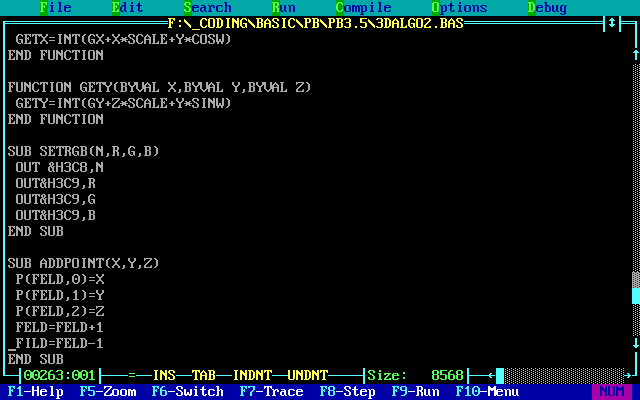 File Edit Search Run Compile Options Debug
F:\_CODING\BASIC\PB\PB3.5\3DALGO2.BAS
GETX=INT(GX+X*SCALE+Y*COSW)
END FUNCTION
FUNCTION GETY(BYVAL X,BYVAL Y,BYVAL Z)
GETY=INT(GY+Z*SCALE+Y*SINW)
END FUNCTION
SUB SETRGB(N,R,G,B)
OUT &H3C8,N
OUT&H3C9,R
OUT&H3C9,G
OUT&H3C9,B
END SUB
SUB ADDPOINT(X,Y,Z)
P(FELD,0)=X
P(FELD,1)=Y
P(FELD,2)=Z
FELD=FELD+1
_FILD=FELD-1
END SUB
00263:001 INS TAB INDNT UNDNT Size: 8568
F1-Help F5-Zoom F6-Switch F7-Trace F8-Step F9-Run F10-Menu NUM